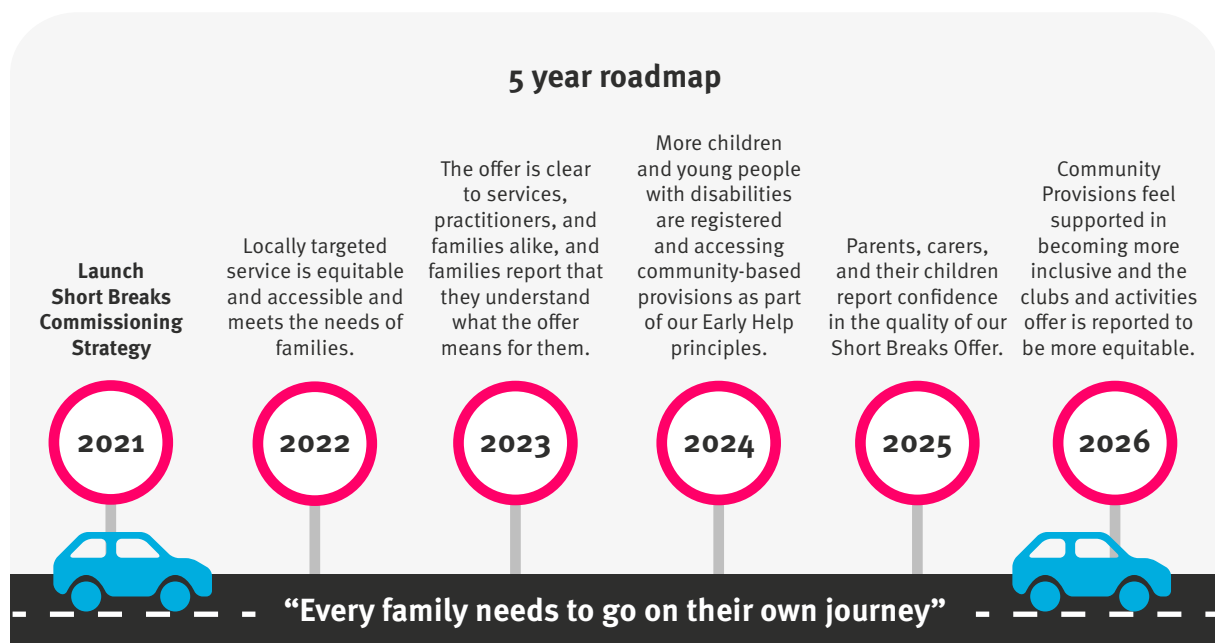 5 year roadmap
Launch
Short Breaks
Commissioning
Strategy
Locally targeted
service is equitable
and accessible and
meets the needs of
families.
The offer is clear
to services,
practitioners, and
families alike, and
families report that
they understand
what the offer
means for them.
More children
and young people
with disabilities
are registered
and accessing
community-based
provisions as part
of our Early Help
principles.
Parents, carers,
and their children
report confidence
in the quality of our
Short Breaks Offer.
Community
Provisions feel
supported in
becoming more
inclusive and the
clubs and activities
offer is reported to
be more equitable.
2021
2022
2023
2024
2025
2026
“Every family needs to go on their own journey”